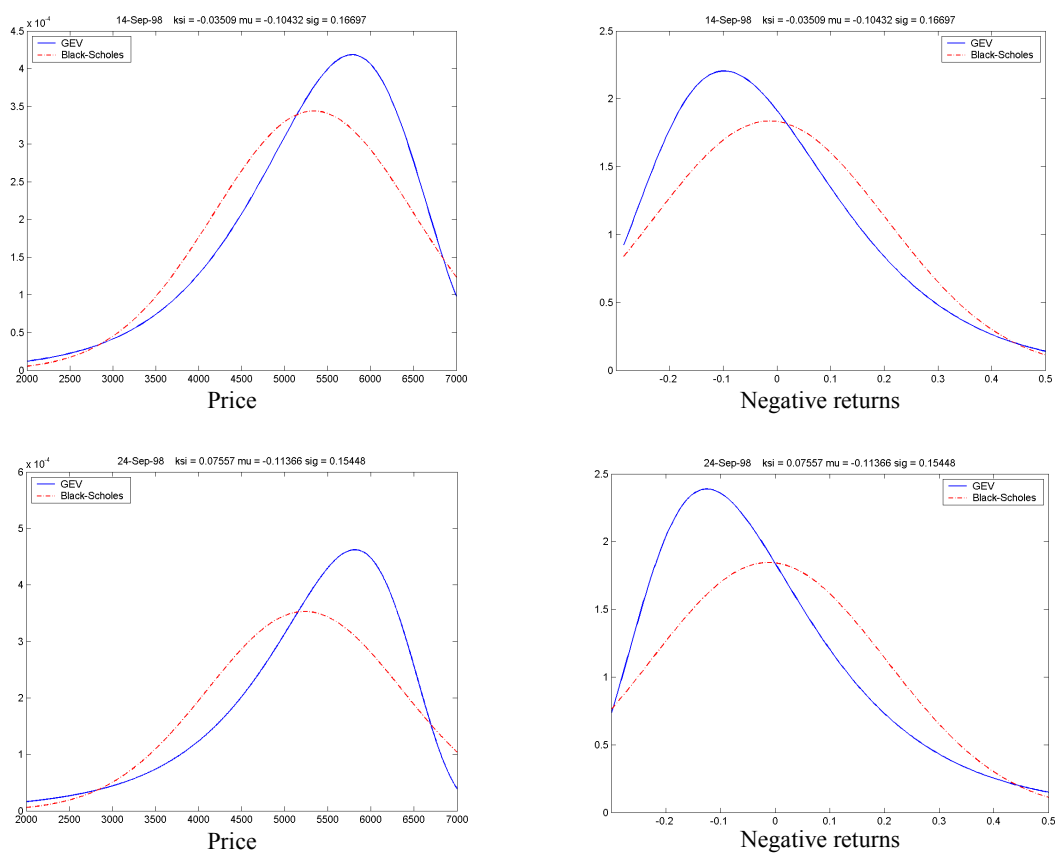 14-Sep-98 ksi = -0.03509 mu = -0.10432 sig = 0.16697
x 10-4
4.5
4
3.5
3
2.5
2
1.5
1
0.5
0
GEV
Black-Scholes
2000 2500 3000 3500 4000 4500 5000 5500 6000 6500 7000
Price
14-Sep-98 ksi = -0.03509 mu = -0.10432 sig = 0.16697
2.5
2
1.5
1
0.5
0
GEV
Black-Scholes
-0.2 -0.1 0 0.1 0.2 0.3 0.4 0.5
Negative returns
24-Sep-98 ksi = 0.07557 mu = -0.11366 sig = 0.15448
x 10-4
6
5
4
3
2
1
0
GEV
Black-Scholes
2000 2500 3000 3500 4000 4500 5000 5500 6000 6500 7000
Price
24-Sep-98 ksi = 0.07557 mu = -0.11366 sig = 0.15448
2.5
2
1.5
1
0.5
0
GEV
Black-Scholes
-0.2 -0.1 0 0.1 0.2 0.3 0.4 0.5
Negative returns